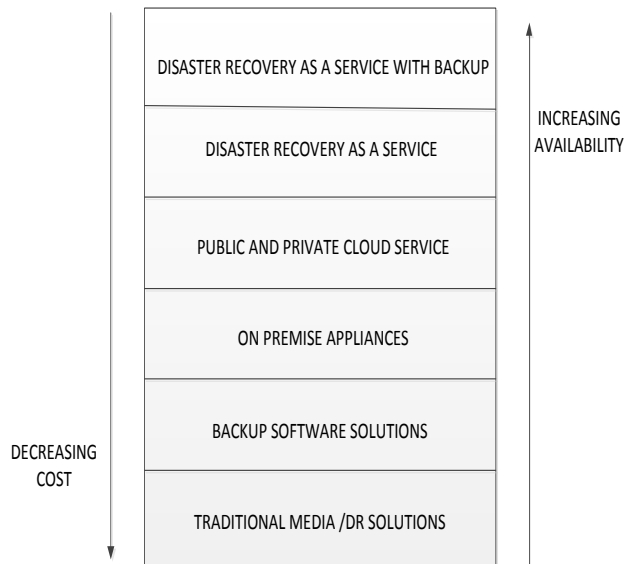 DISASTER RECOVERY AS A SERVICE WITH BACKUP
INCREASING
AVAILABILITY
DISASTER RECOVERY AS A SERVICE
PUBLIC AND PRIVATE CLOUD SERVICE
ON PREMISE APPLIANCES
BACKUP SOFTWARE SOLUTIONS
DECREASING
COST
TRADITIONAL MEDIA /DR SOLUTIONS